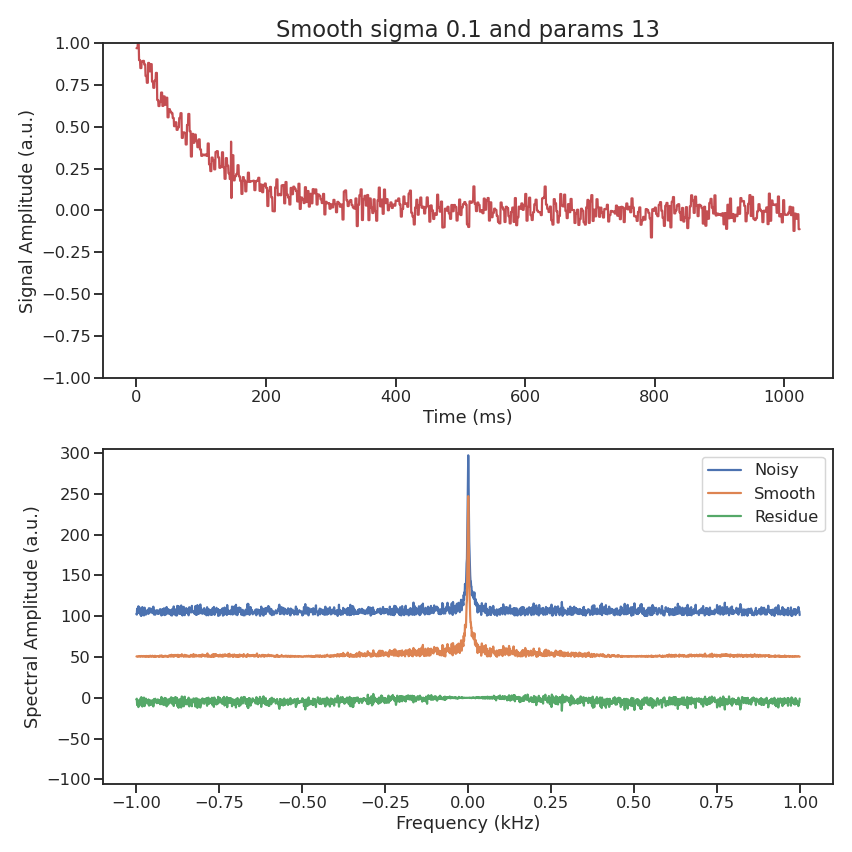 Smooth sigma 0.1 and params 13
1.00
0.75
0.50
0.25
0.00
−0.25
−0.50
−0.75
−1.00
Signal Amplitude (a.u.)
0 200 400 600 800 1000
Time (ms)
300
250
200
150
100
50
0
−50
−100
Spectral Amplitude (a.u.)
Noisy
Smooth
Residue
−1.00 −0.75 −0.50 −0.25 0.00 0.25 0.50 0.75 1.00
Frequency (kHz)